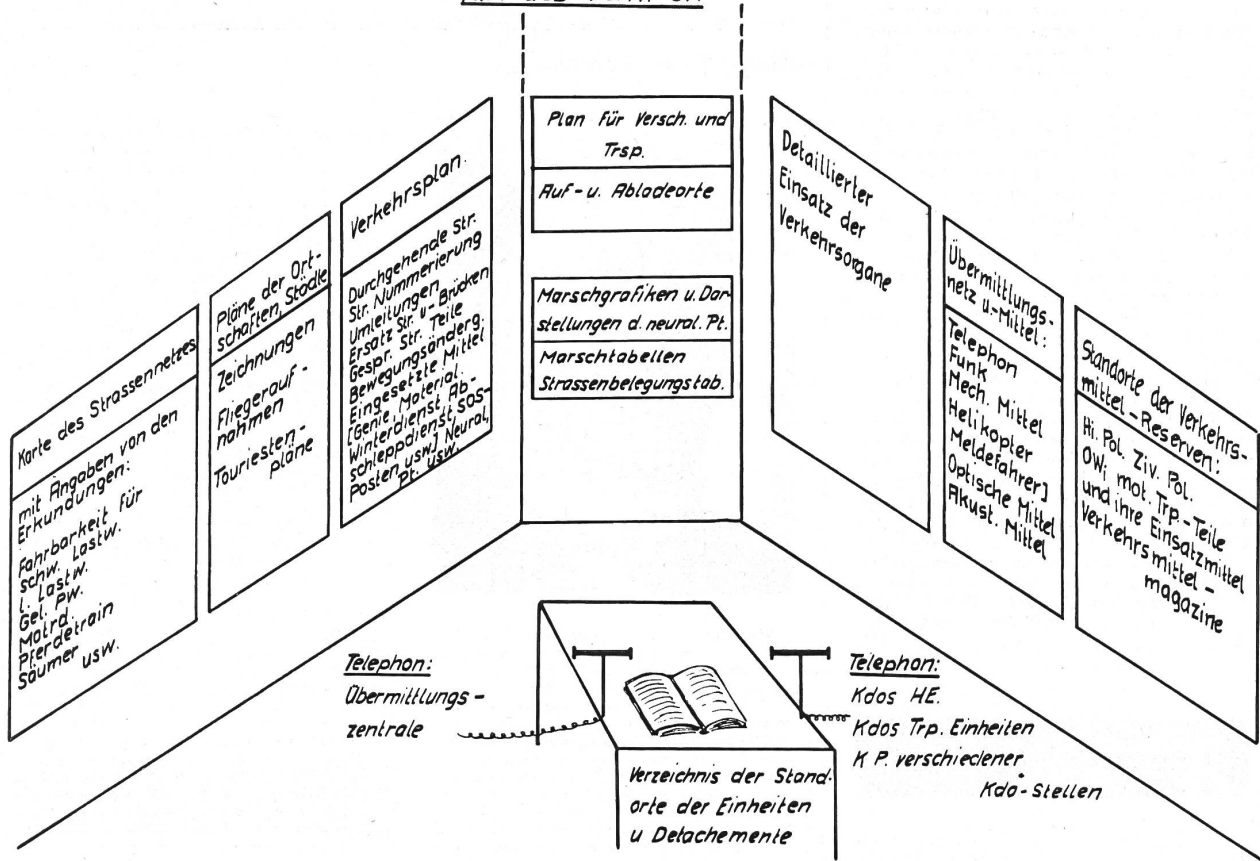 Karte des Strassennetzes
mit Angaben von den
Erkundungen:
Fahrbarkeit für
schw. Lastw.
l. Lastw.
Gel. PW.
Motrd.
Pferdetrain
Säumer usw.
Pläne der Ort-
schaften, Städte
Zeichnungen
Fliegerauf-
nahmen
Touriesten-
pläne
Verkehrsplan.
Durchgehende Str.
Str. Nummerierung
Umleitungen
Ersatz Str. u-Brücken
Gespr. Str. Teile
Bewegungsänderg.
Eingesetzte Mittel
[Genie Material.
Winterdienst Ab-
schleppdienst, SOS-
Posten usw.] Neural.
Pt. usw.
Plan für Versch. und
Trsp.
Auf- u. Abladeorte
Marschgrafiken u. Dar-
stellungen d. neural. Pt.
Marschtabellen
Strassenbelegungstab.
Detaillierter
Einsatz der
Verkehrsorgane
Übermittlungs-
netz u.-Mittel:
Telephon
Funk
Mech. Mittel
Helikopter
Meldefahrer]
Optische Mittel
Akust. Mittel
Standorte der Verkehrs-
mittel-Reserven:
Hi. Pol. Ziv. Pol.
OW; mot. Trp.-Teile
und ihre Einsatzmittel
Verkehrsmittel-
magazine
Telephon:
Übermittlungs-
zentrale
Telephon:
Kdos HE.
Kdos Trp. Einheiten
K P. verschiedener
Kdo-Stellen
Verzeichnis der Stand-
orte der Einheiten
u Detachemente